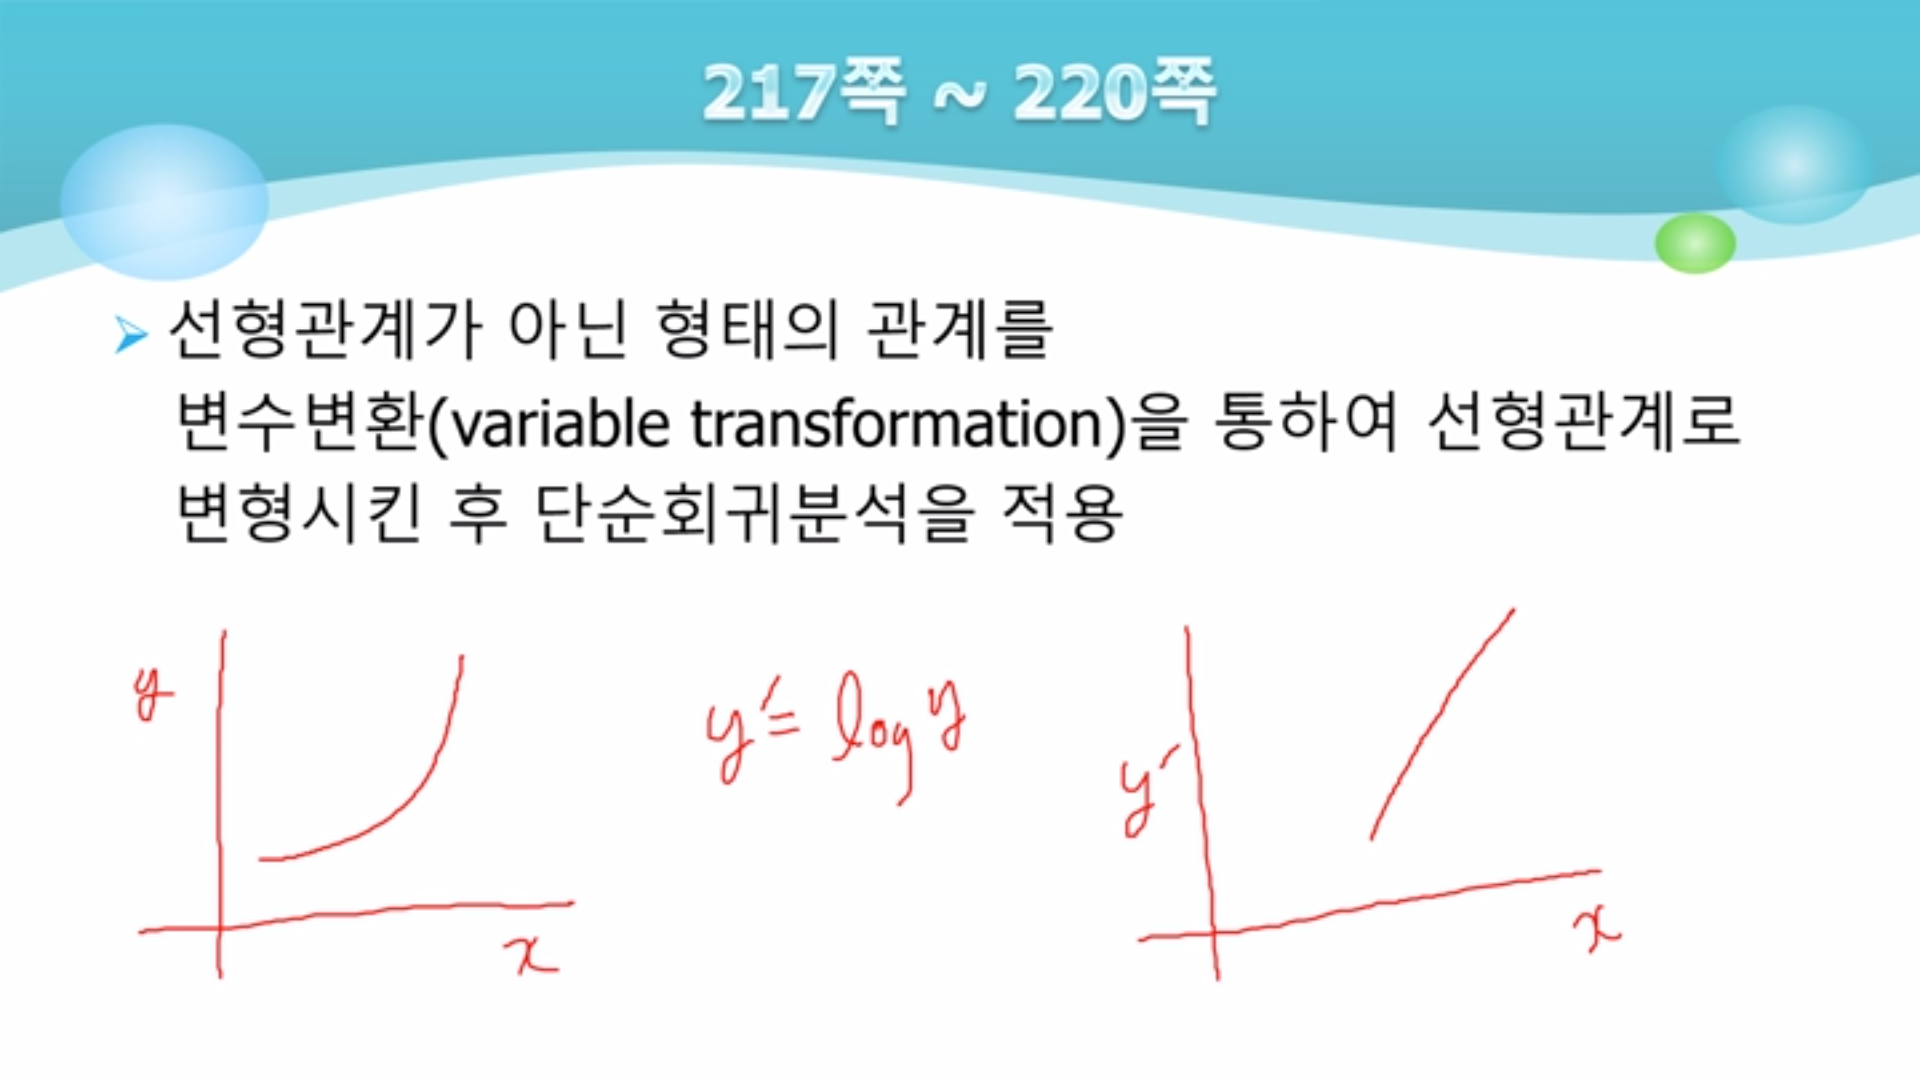 217쪽 ~ 220쪽
선형관계가 아닌 형태의 관계를
변수변환(variable transformation)을 통하여 선형관계로
변형시킨 후 단순회귀분석을 적용
y
x
y′= log y
y′
x